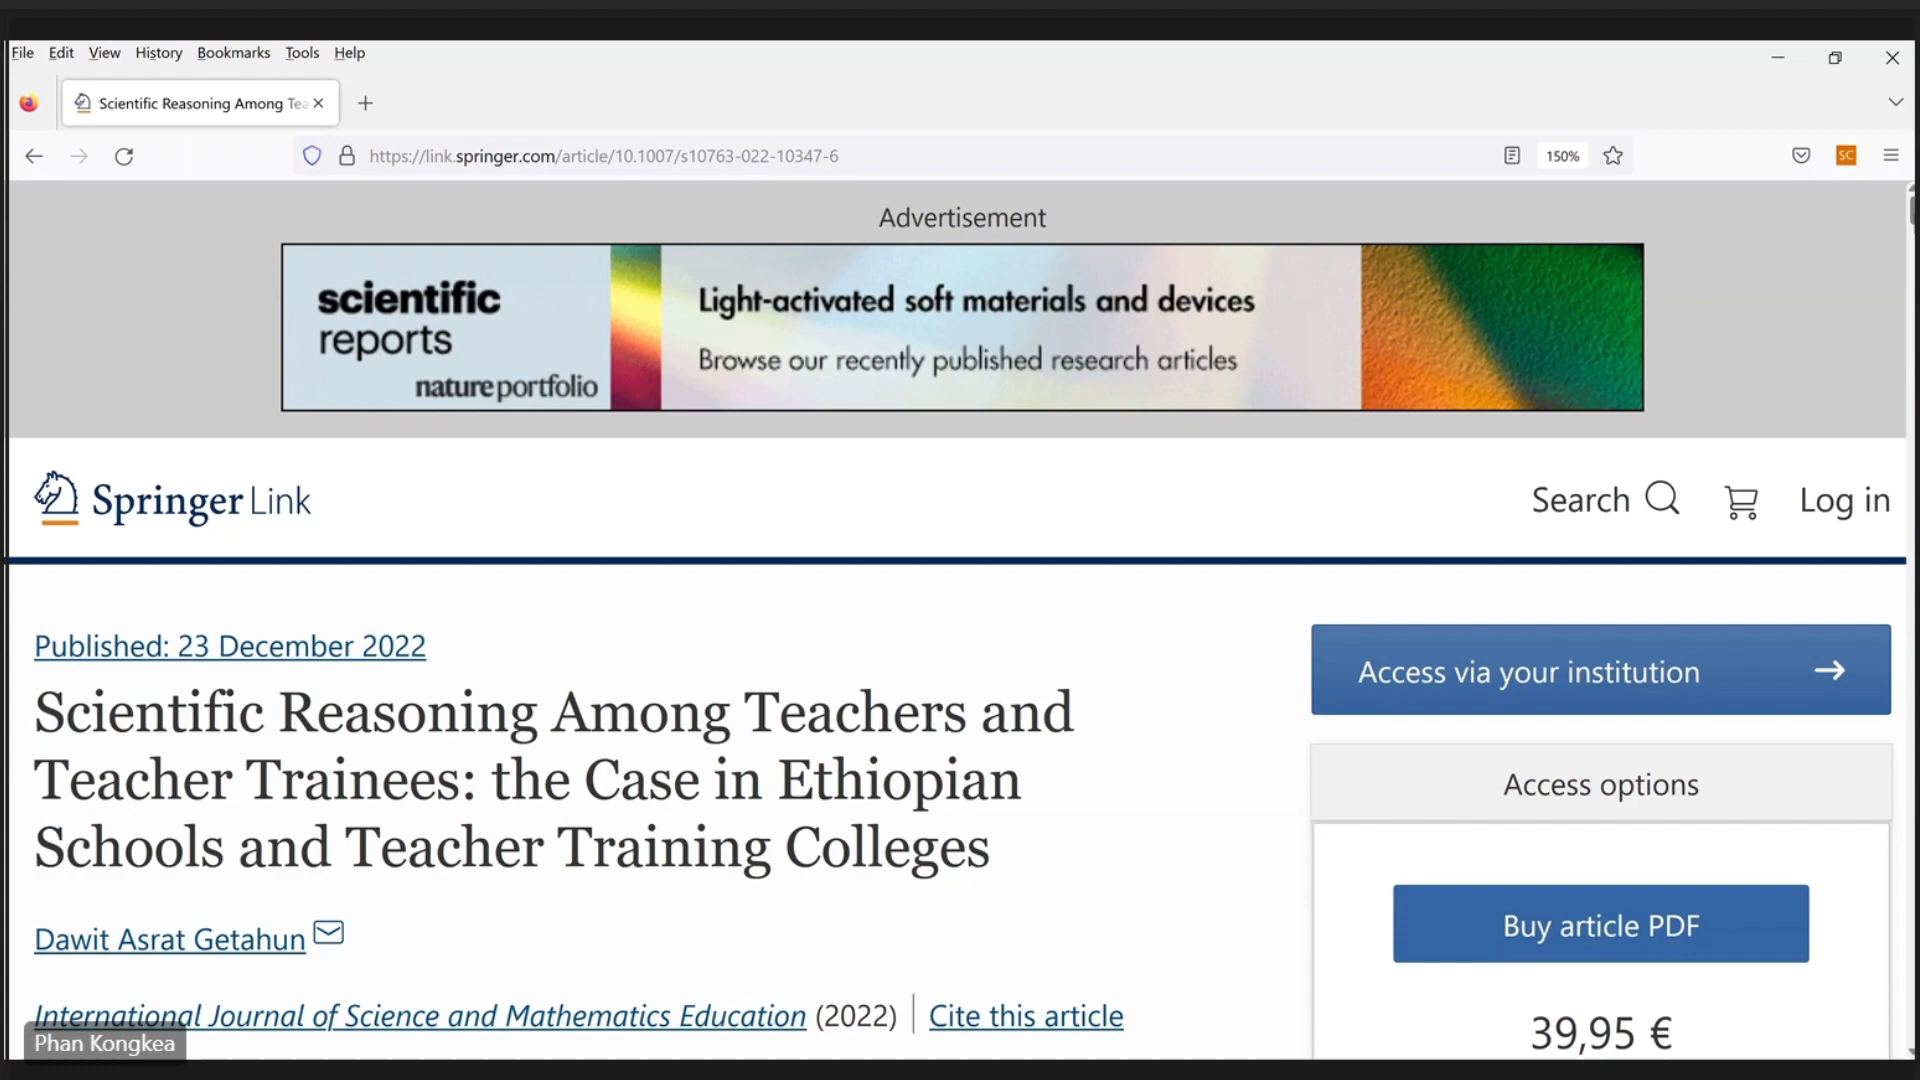 File Edit View History Bookmarks Tools Help
Scientific Reasoning Among Tea
https://link.springer.com/article/10.1007/s10763-022-10347-6
150%
SC
Advertisement
scientific
reports
nature portfolio
Light-activated soft materials and devices
Browse our recently published research articles
Springer Link
Search
Log in
Published: 23 December 2022
Scientific Reasoning Among Teachers and
Teacher Trainees: the Case in Ethiopian
Schools and Teacher Training Colleges
Dawit Asrat Getahun
International Journal of Science and Mathematics Education (2022) | Cite this article
Phan Kongkea
Access via your institution →
Access options
Buy article PDF
39,95 €